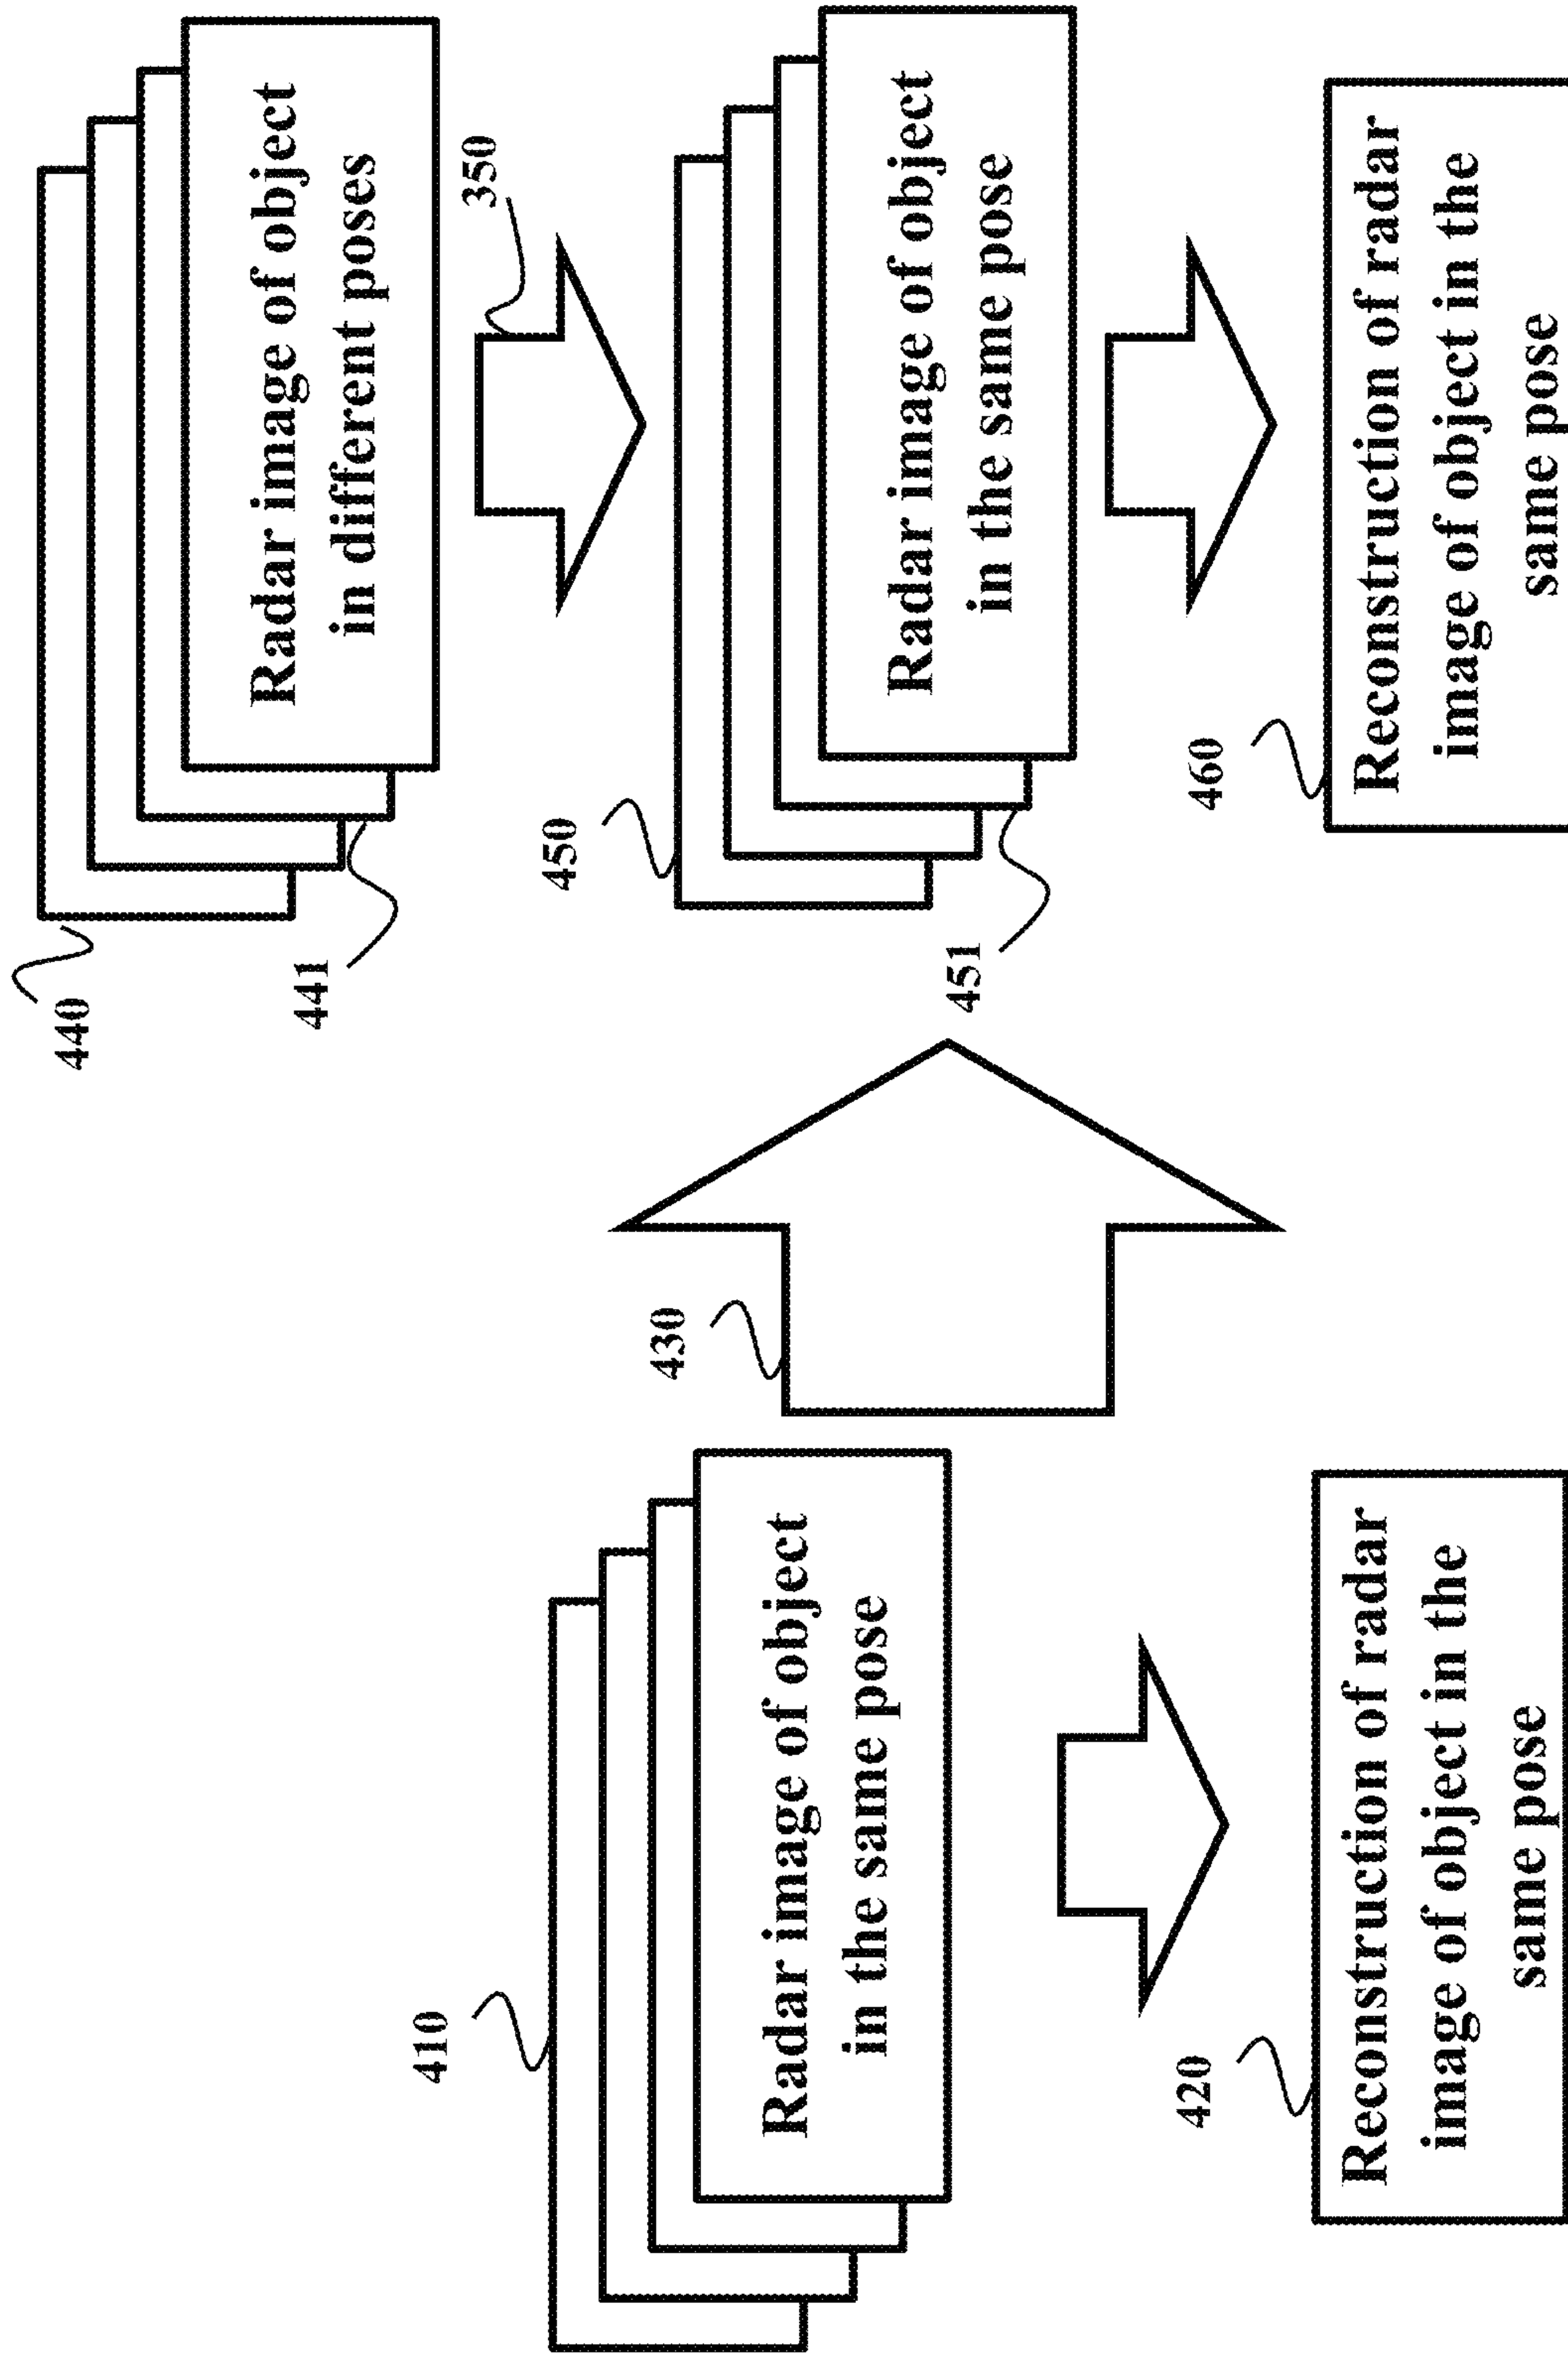 410
Radar image of object
in the same pose
420
Reconstruction of radar
image of object in the
same pose
430
440
441
Radar image of object
in different poses
350
450
451
Radar image of object
in the same pose
460
Reconstruction of radar
image of object in the
same pose